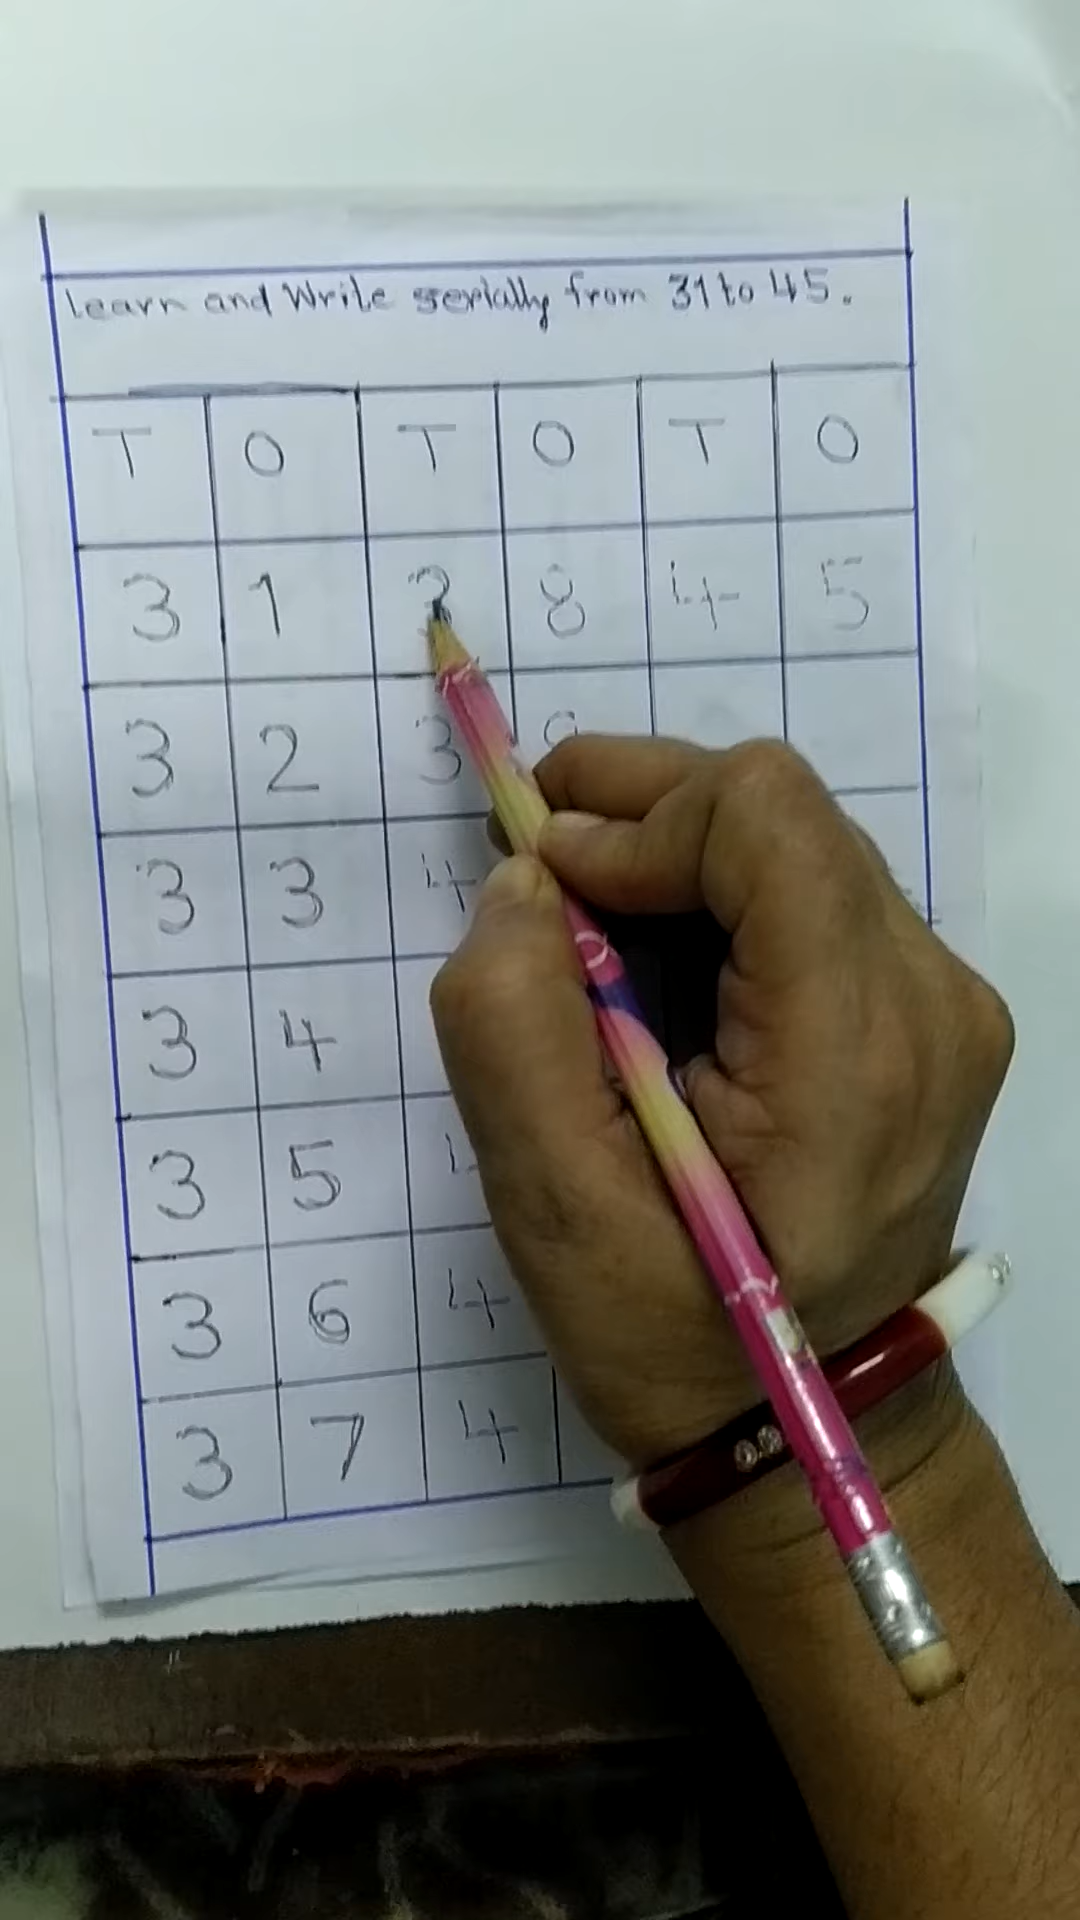 Learn and Write serially from 31 to 45.
T O T O T O
3 1 3 8 4 5
3 2 3 9
3 3 4
3 4
3 5
3 6 4
3 7 4